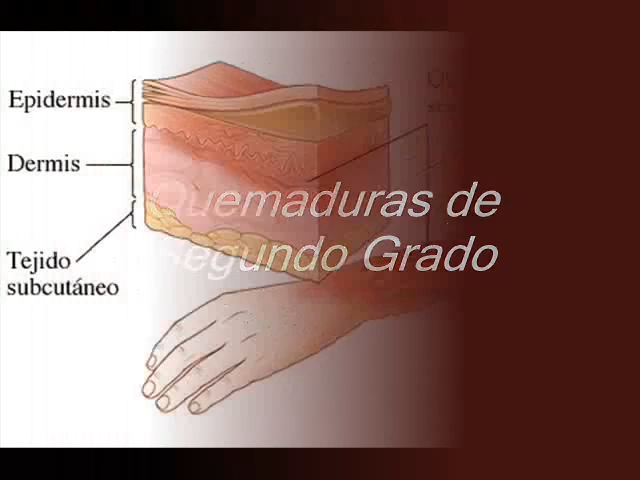 Epidermis
Dermis
Quemaduras de
Segundo Grado
Tejido
subcutáneo